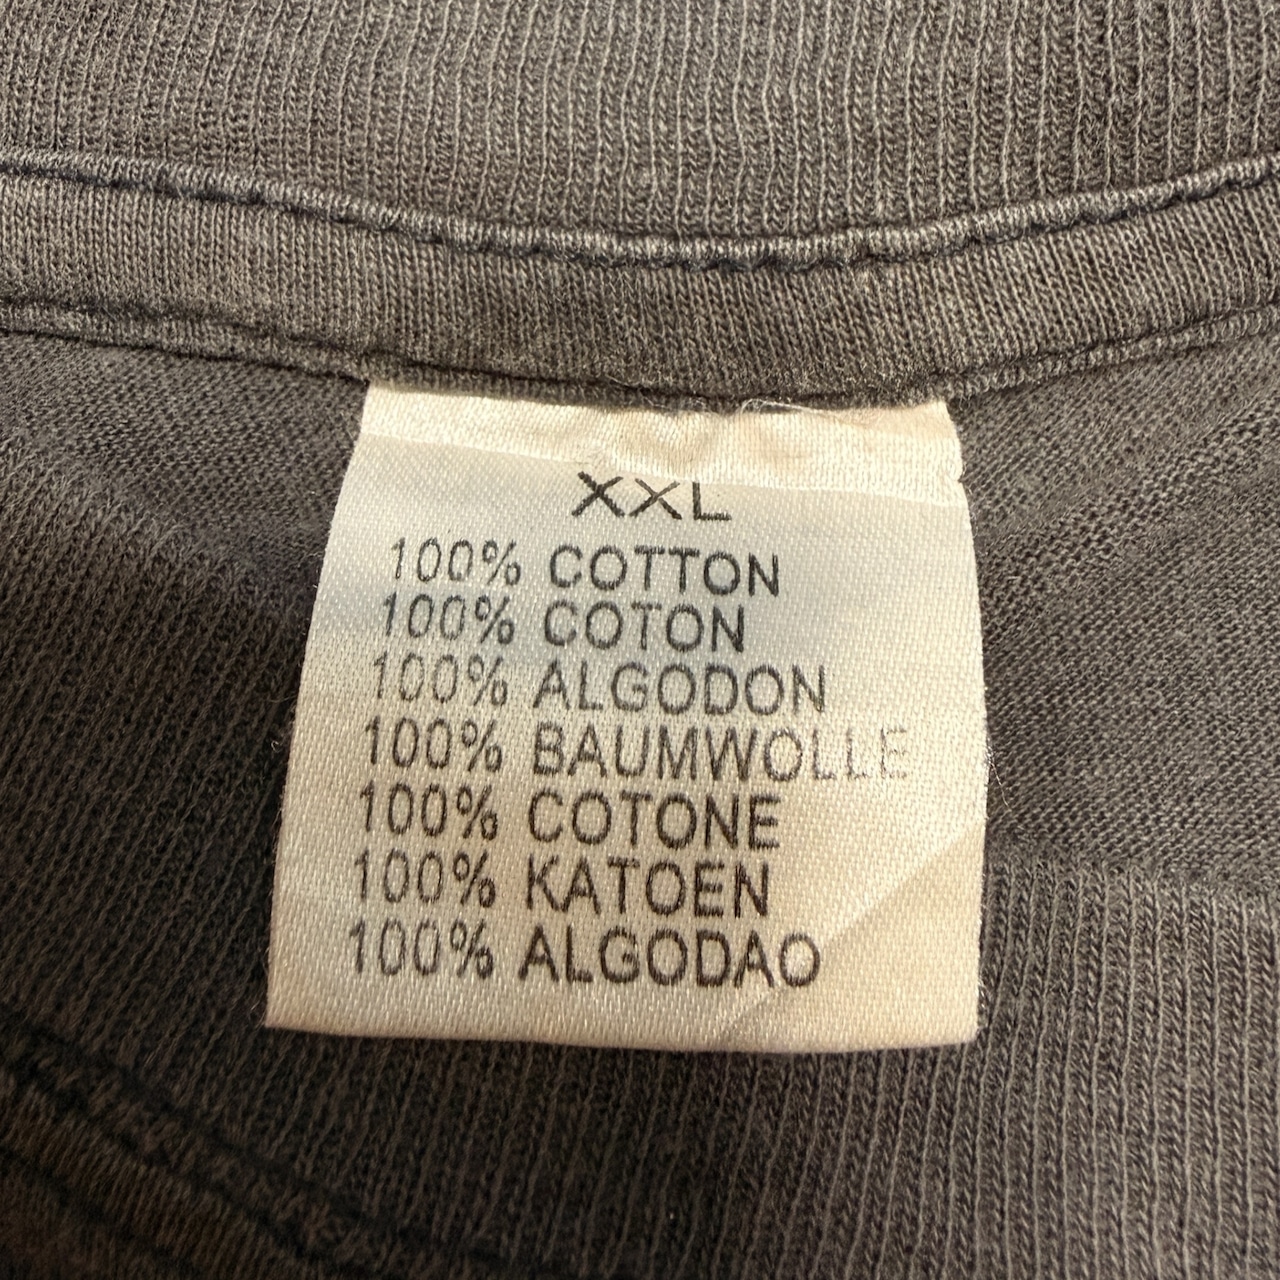 XXL
100% COTTON
100% COTON
100% ALGODON
100% BAUMWOLLE
100% COTONE
100% KATOEN
100% ALGODAO